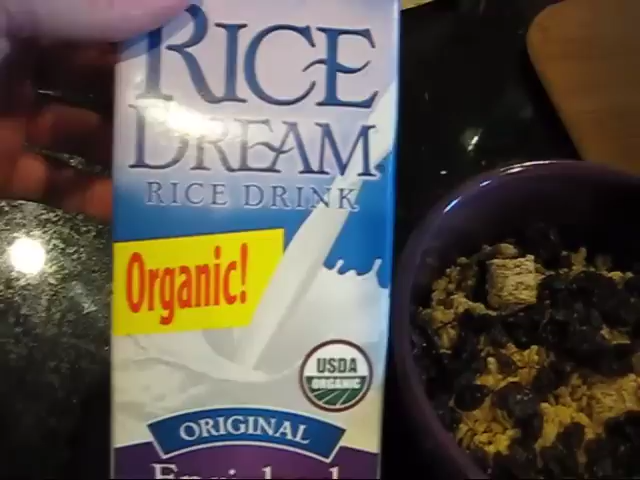 RICE
DREAM
RICE DRINK
Organic!
USDA
ORGANIC
ORIGINAL